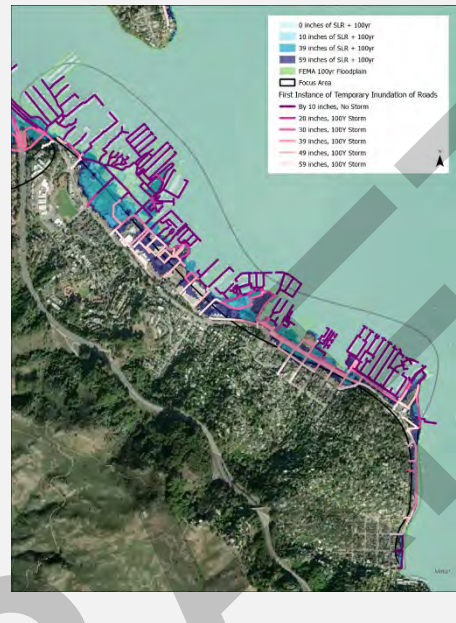 0 inches of SLR + 100yr
10 inches of SLR + 100yr
39 inches of SLR + 100yr
59 inches of SLR + 100yr
FEMA 100yr Floodplain
Focus Area
First Instance of Temporary Inundation of Roads
By 10 inches, No Storm
20 inches, 100Y Storm
30 inches, 100Y Storm
39 inches, 100Y Storm
49 inches, 100Y Storm
59 inches, 100Y Storm